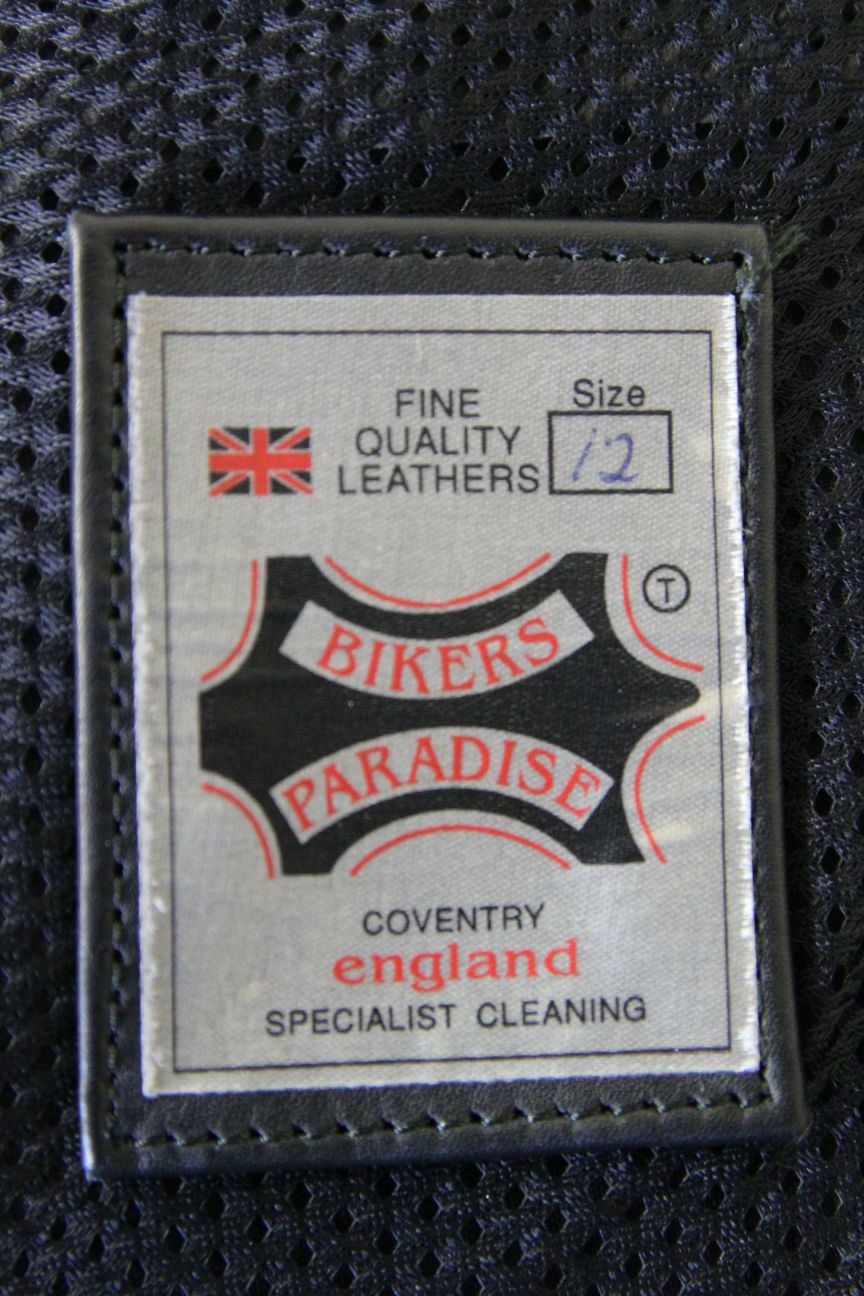 FINE
QUALITY
LEATHERS
Size
12
T
BIKERS
PARADISE
COVENTRY
england
SPECIALIST CLEANING